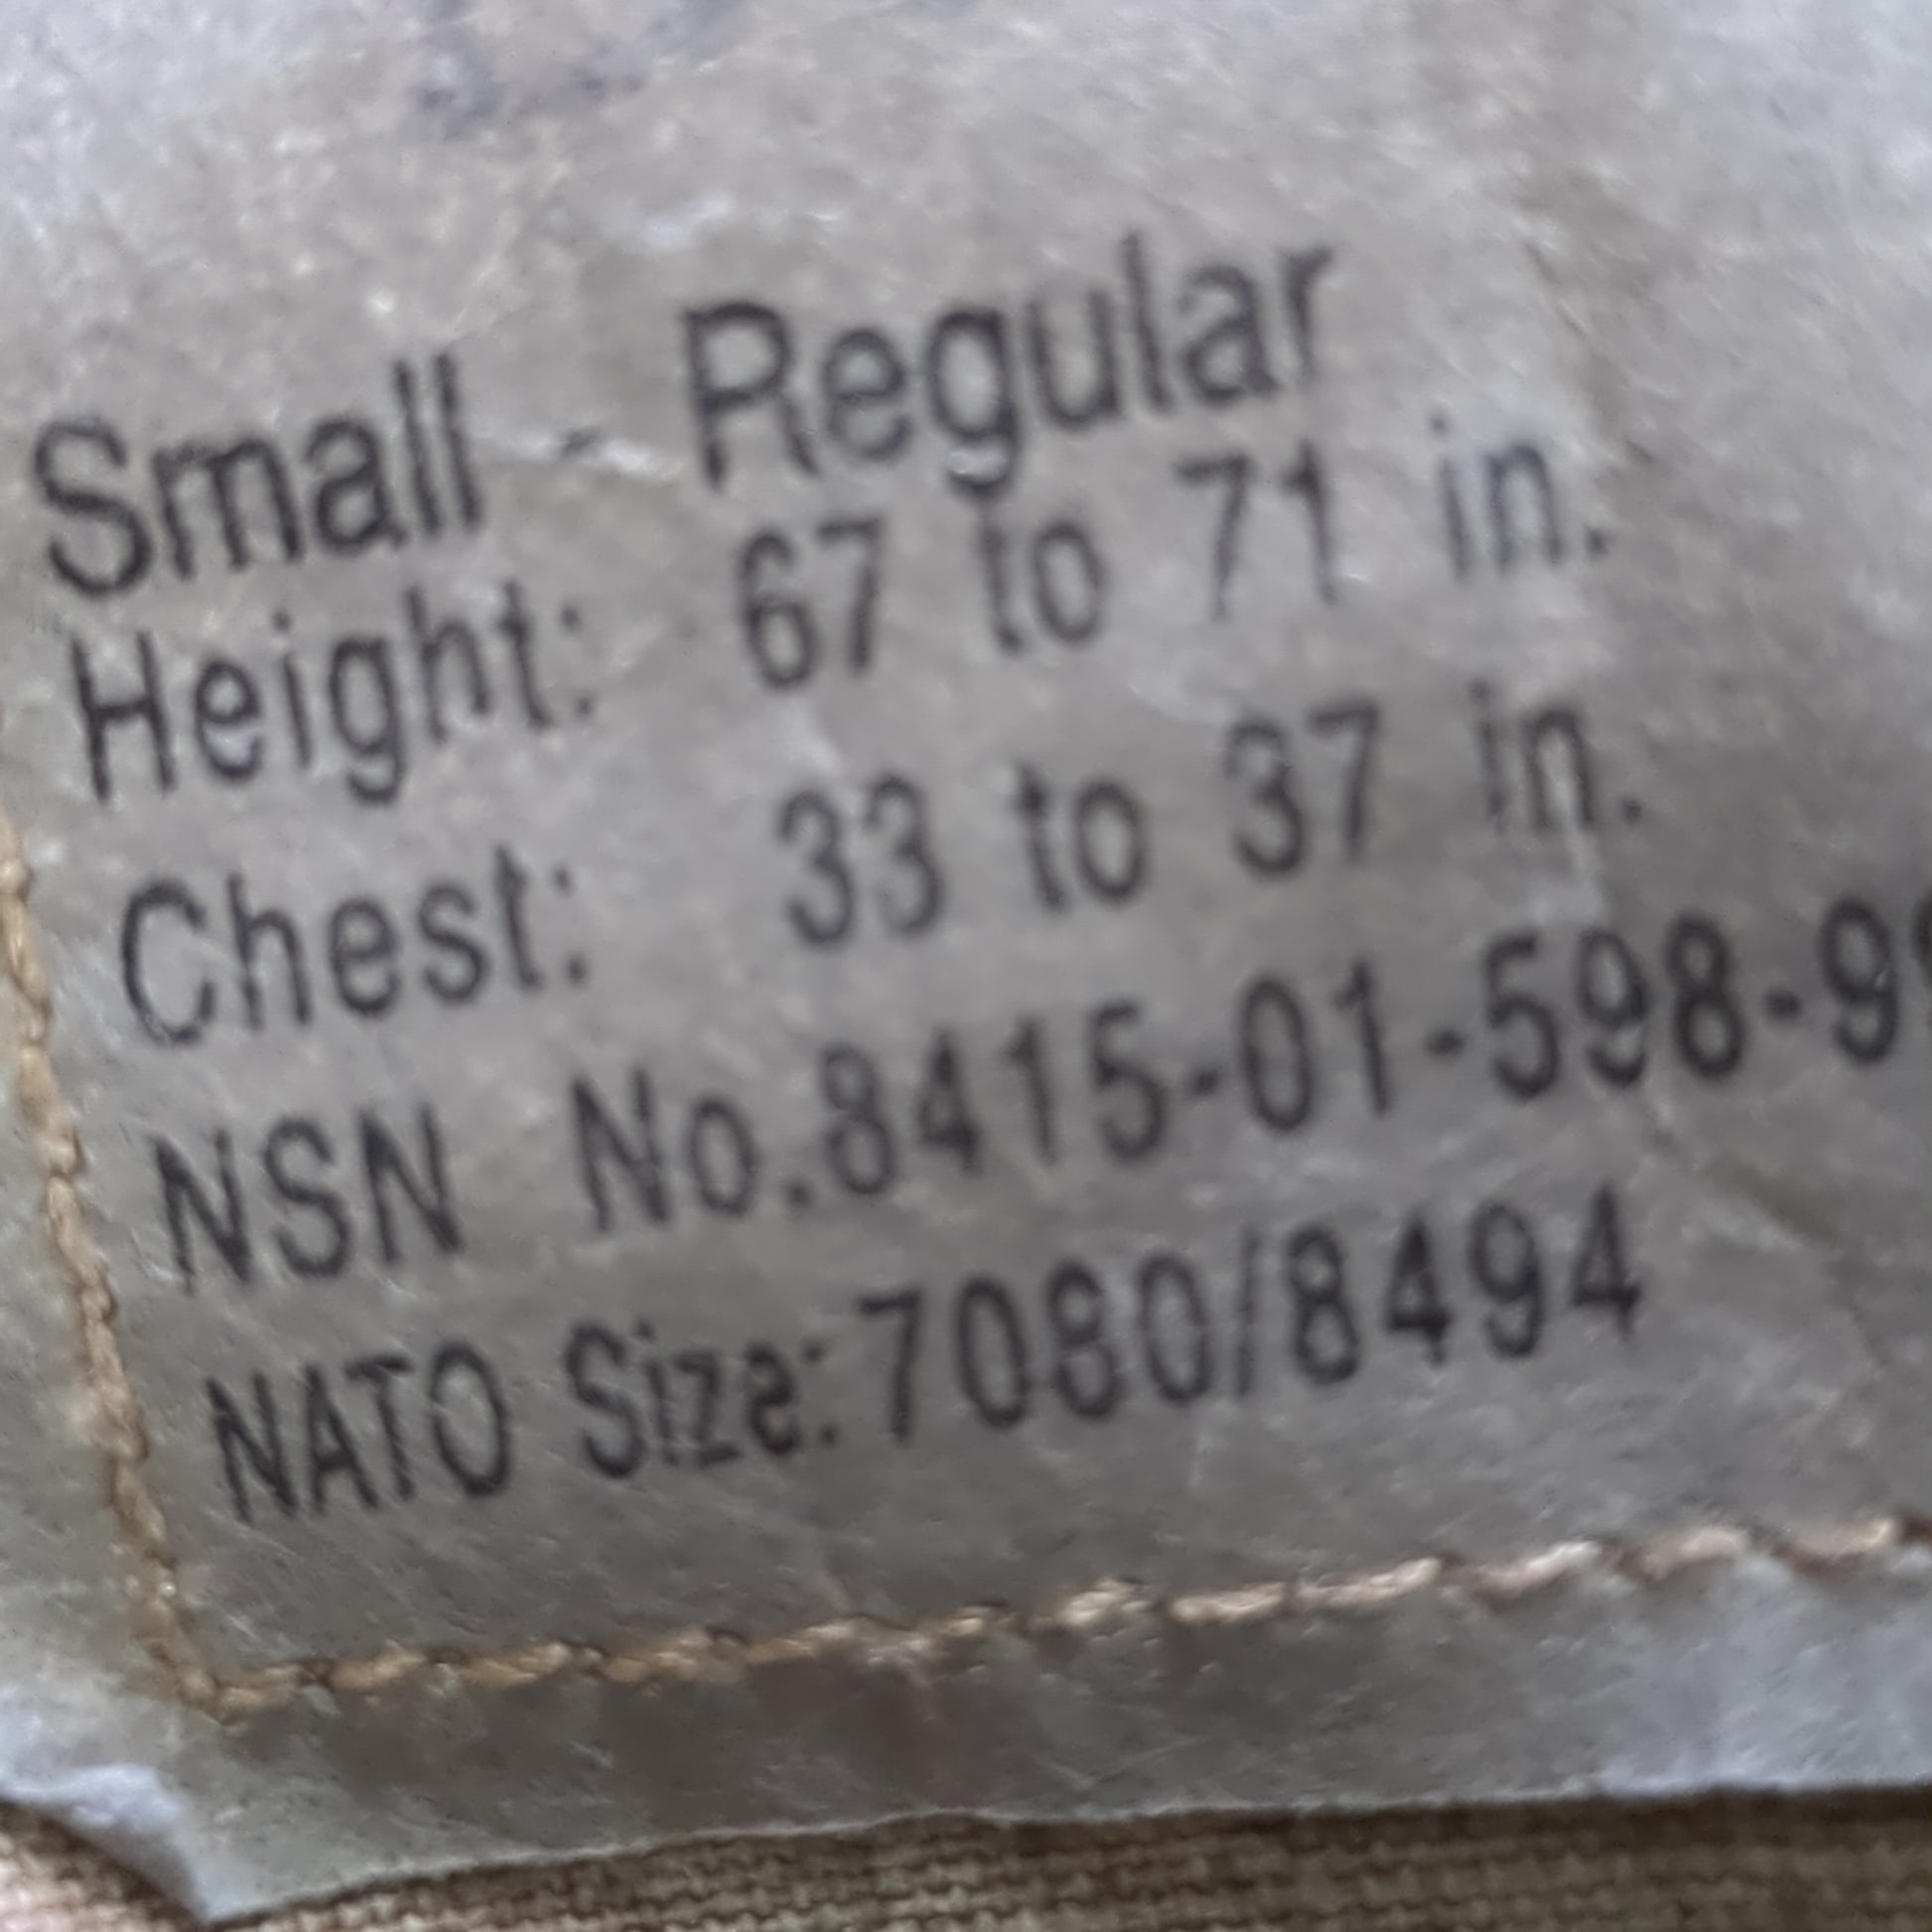 Small - Regular
Height: 67 to 71 in.
Chest: 33 to 37 in.
NSN No.8415-01-598-99
NATO Size:7080/8494